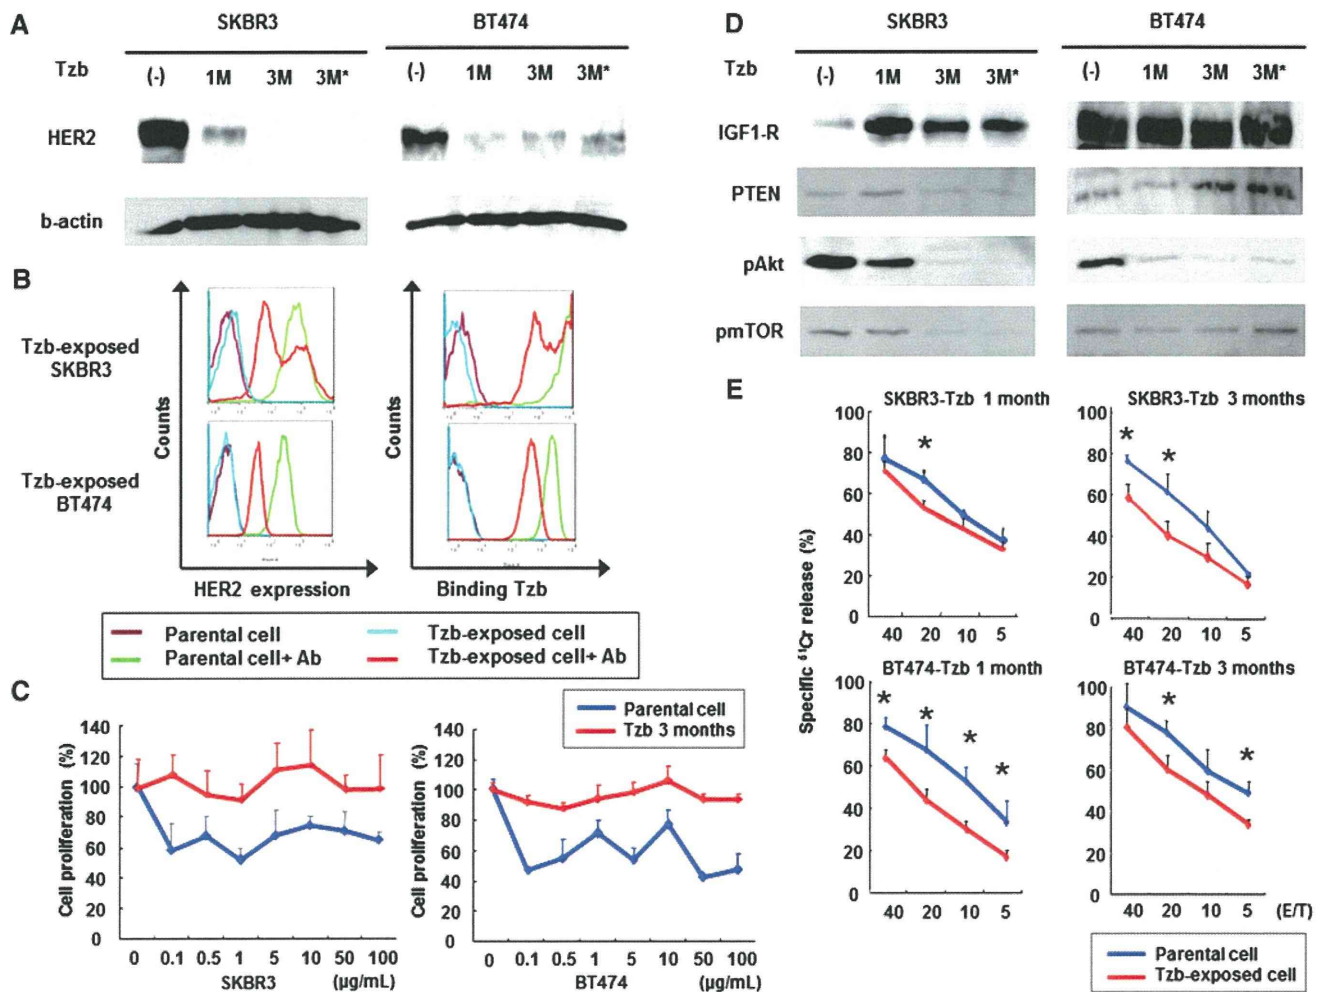 A
SKBR3
BT474
Tzb
(-)
1M
3M
3M*
(-)
1M
3M
3M*
HER2
b-actin
B
Tzb-exposed
SKBR3
Tzb-exposed
BT474
Counts
Counts
HER2 expression
Binding Tzb
Parental cell
Tzb-exposed cell
Parental cell+ Ab
Tzb-exposed cell+ Ab
C
Parental cell
Tzb 3 months
Cell proliferation (%)
140
120
100
80
60
40
20
0
0 0.1 0.5 1 5 10 50 100
SKBR3 (µg/mL)
Cell proliferation (%)
140
120
100
80
60
40
20
0
0 0.1 0.5 1 5 10 50 100
BT474 (µg/mL)
D
SKBR3
BT474
Tzb
(-)
1M
3M
3M*
(-)
1M
3M
3M*
IGF1-R
PTEN
pAkt
pmTOR
E
Specific ⁵¹Cr release (%)
SKBR3-Tzb 1 month
100
80
60
40
20
0
*
40 20 10 5
SKBR3-Tzb 3 months
100
80
60
40
20
0
* *
40 20 10 5
BT474-Tzb 1 month
100
80
60
40
20
0
* * * *
40 20 10 5
BT474-Tzb 3 months
100
80
60
40
20
0
* *
40 20 10 5 (E/T)
Parental cell
Tzb-exposed cell